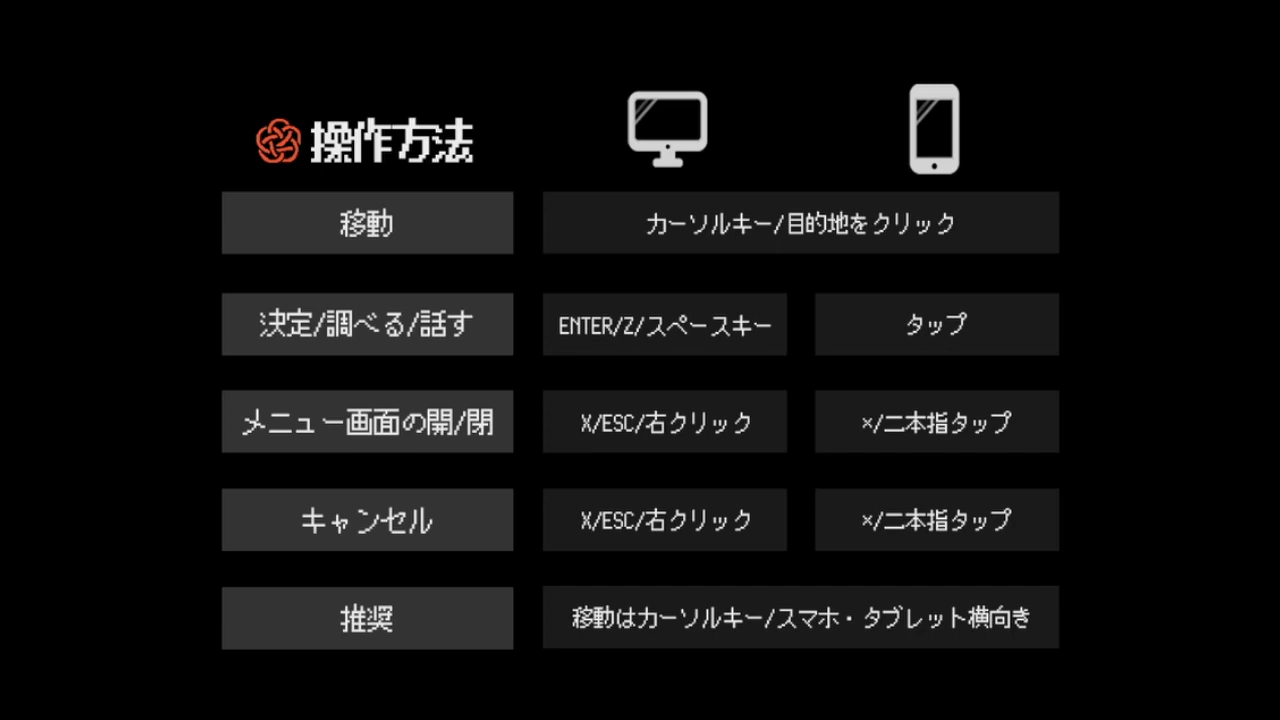 操作方法
移動
カーソルキー/目的地をクリック
決定/調べる/話す
ENTER/Z/スペースキー
タップ
メニュー画面の開/閉
X/ESC/右クリック
×/二本指タップ
キャンセル
X/ESC/右クリック
×/二本指タップ
推奨
移動はカーソルキー/スマホ・タブレット横向き